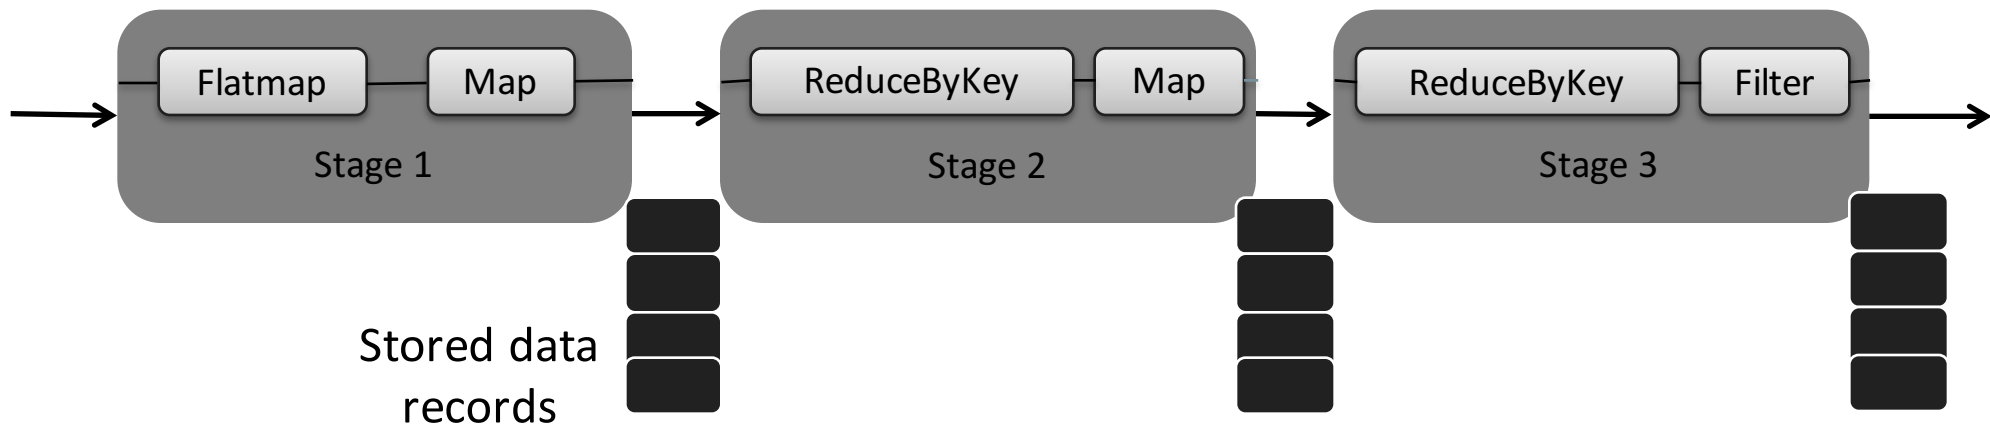 Flatmap
Map
Stage 1
ReduceByKey
Map
Stage 2
ReduceByKey
Filter
Stage 3
Stored data
records